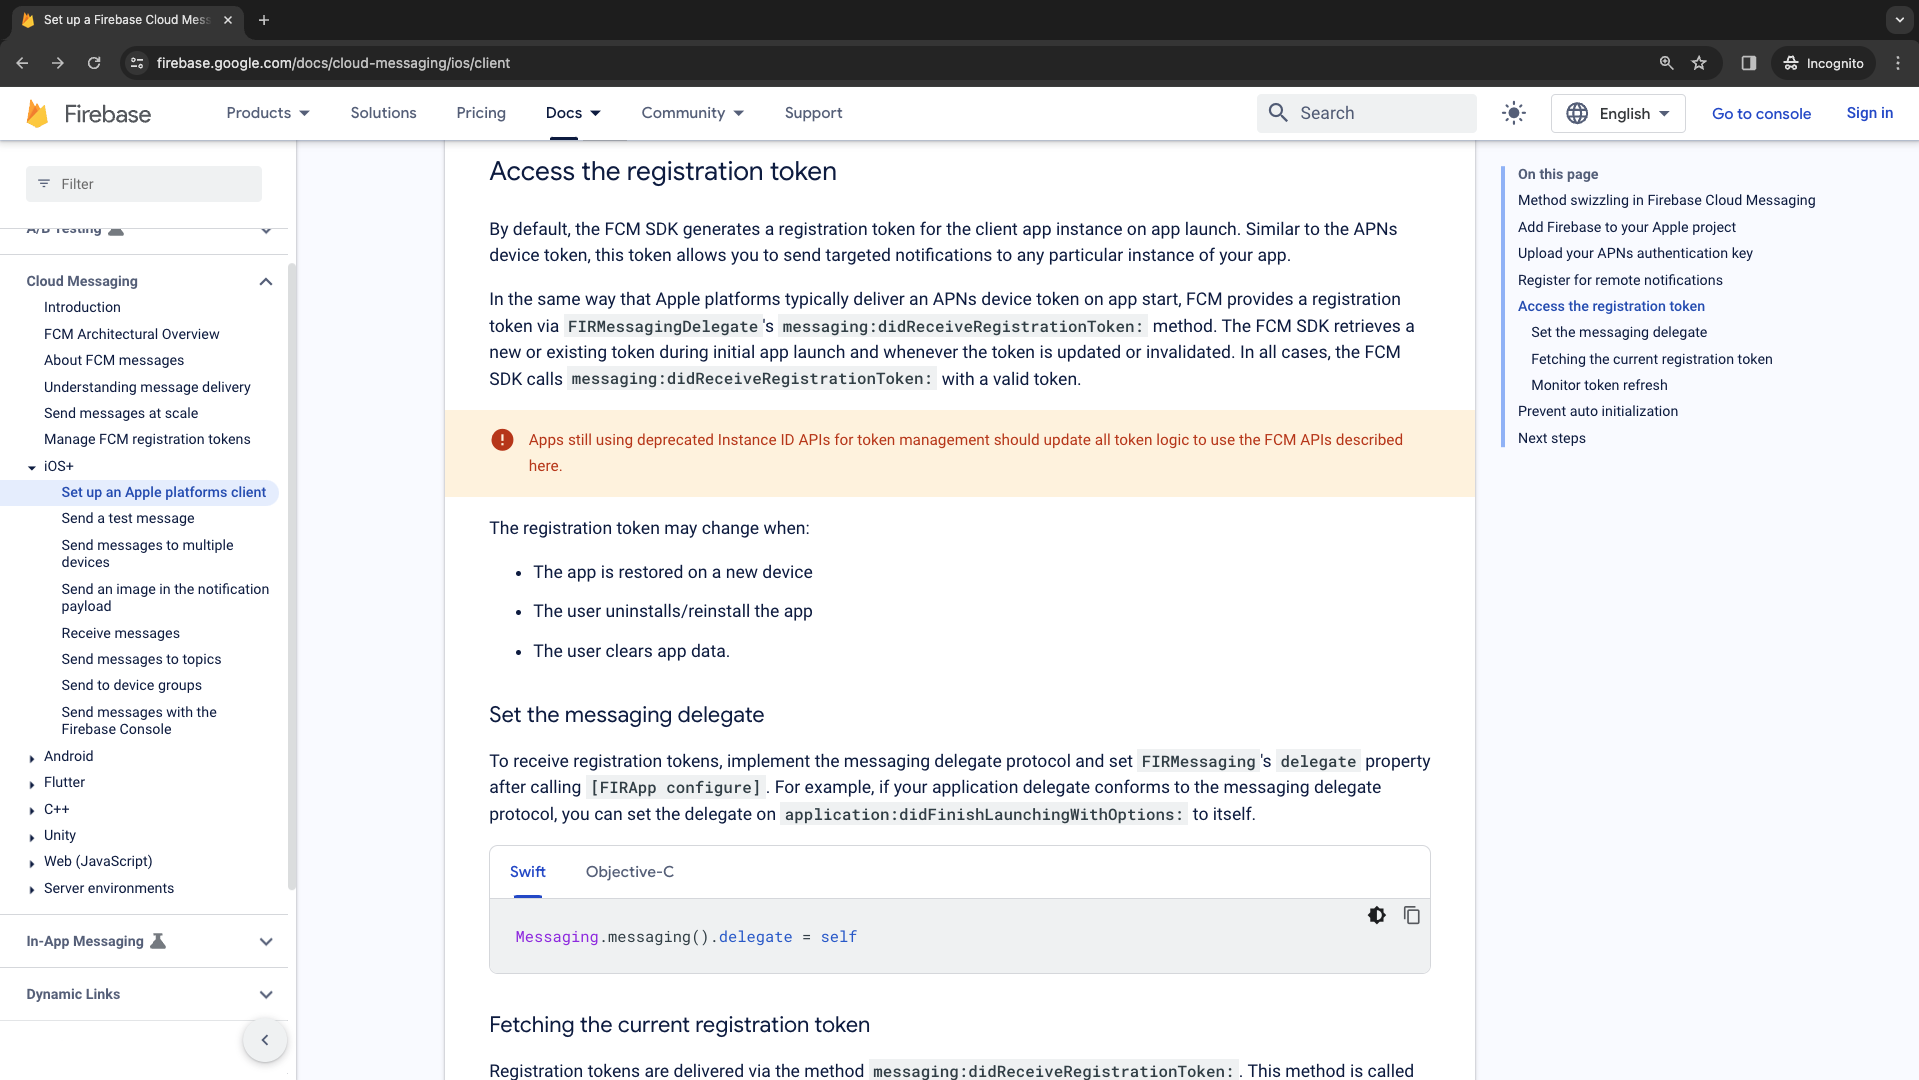 Set up a Firebase Cloud Mess
firebase.google.com/docs/cloud-messaging/ios/client
Incognito
Firebase
Products
Solutions
Pricing
Docs
Community
Support
Search
English
Go to console
Sign in
Filter
A/B Testing
Cloud Messaging
Introduction
FCM Architectural Overview
About FCM messages
Understanding message delivery
Send messages at scale
Manage FCM registration tokens
iOS+
Set up an Apple platforms client
Send a test message
Send messages to multiple
devices
Send an image in the notification
payload
Receive messages
Send messages to topics
Send to device groups
Send messages with the
Firebase Console
Android
Flutter
C++
Unity
Web (JavaScript)
Server environments
In-App Messaging
Dynamic Links
Access the registration token
By default, the FCM SDK generates a registration token for the client app instance on app launch. Similar to the APNs
device token, this token allows you to send targeted notifications to any particular instance of your app.
In the same way that Apple platforms typically deliver an APNs device token on app start, FCM provides a registration
token via FIRMessagingDelegate's messaging:didReceiveRegistrationToken: method. The FCM SDK retrieves a
new or existing token during initial app launch and whenever the token is updated or invalidated. In all cases, the FCM
SDK calls messaging:didReceiveRegistrationToken: with a valid token.
Apps still using deprecated Instance ID APIs for token management should update all token logic to use the FCM APIs described
here.
The registration token may change when:
• The app is restored on a new device
• The user uninstalls/reinstall the app
• The user clears app data.
Set the messaging delegate
To receive registration tokens, implement the messaging delegate protocol and set FIRMessaging's delegate property
after calling [FIRApp configure]. For example, if your application delegate conforms to the messaging delegate
protocol, you can set the delegate on application:didFinishLaunchingWithOptions: to itself.
Swift
Objective-C
Messaging.messaging().delegate = self
Fetching the current registration token
Registration tokens are delivered via the method messaging:didReceiveRegistrationToken:. This method is called
On this page
Method swizzling in Firebase Cloud Messaging
Add Firebase to your Apple project
Upload your APNs authentication key
Register for remote notifications
Access the registration token
Set the messaging delegate
Fetching the current registration token
Monitor token refresh
Prevent auto initialization
Next steps